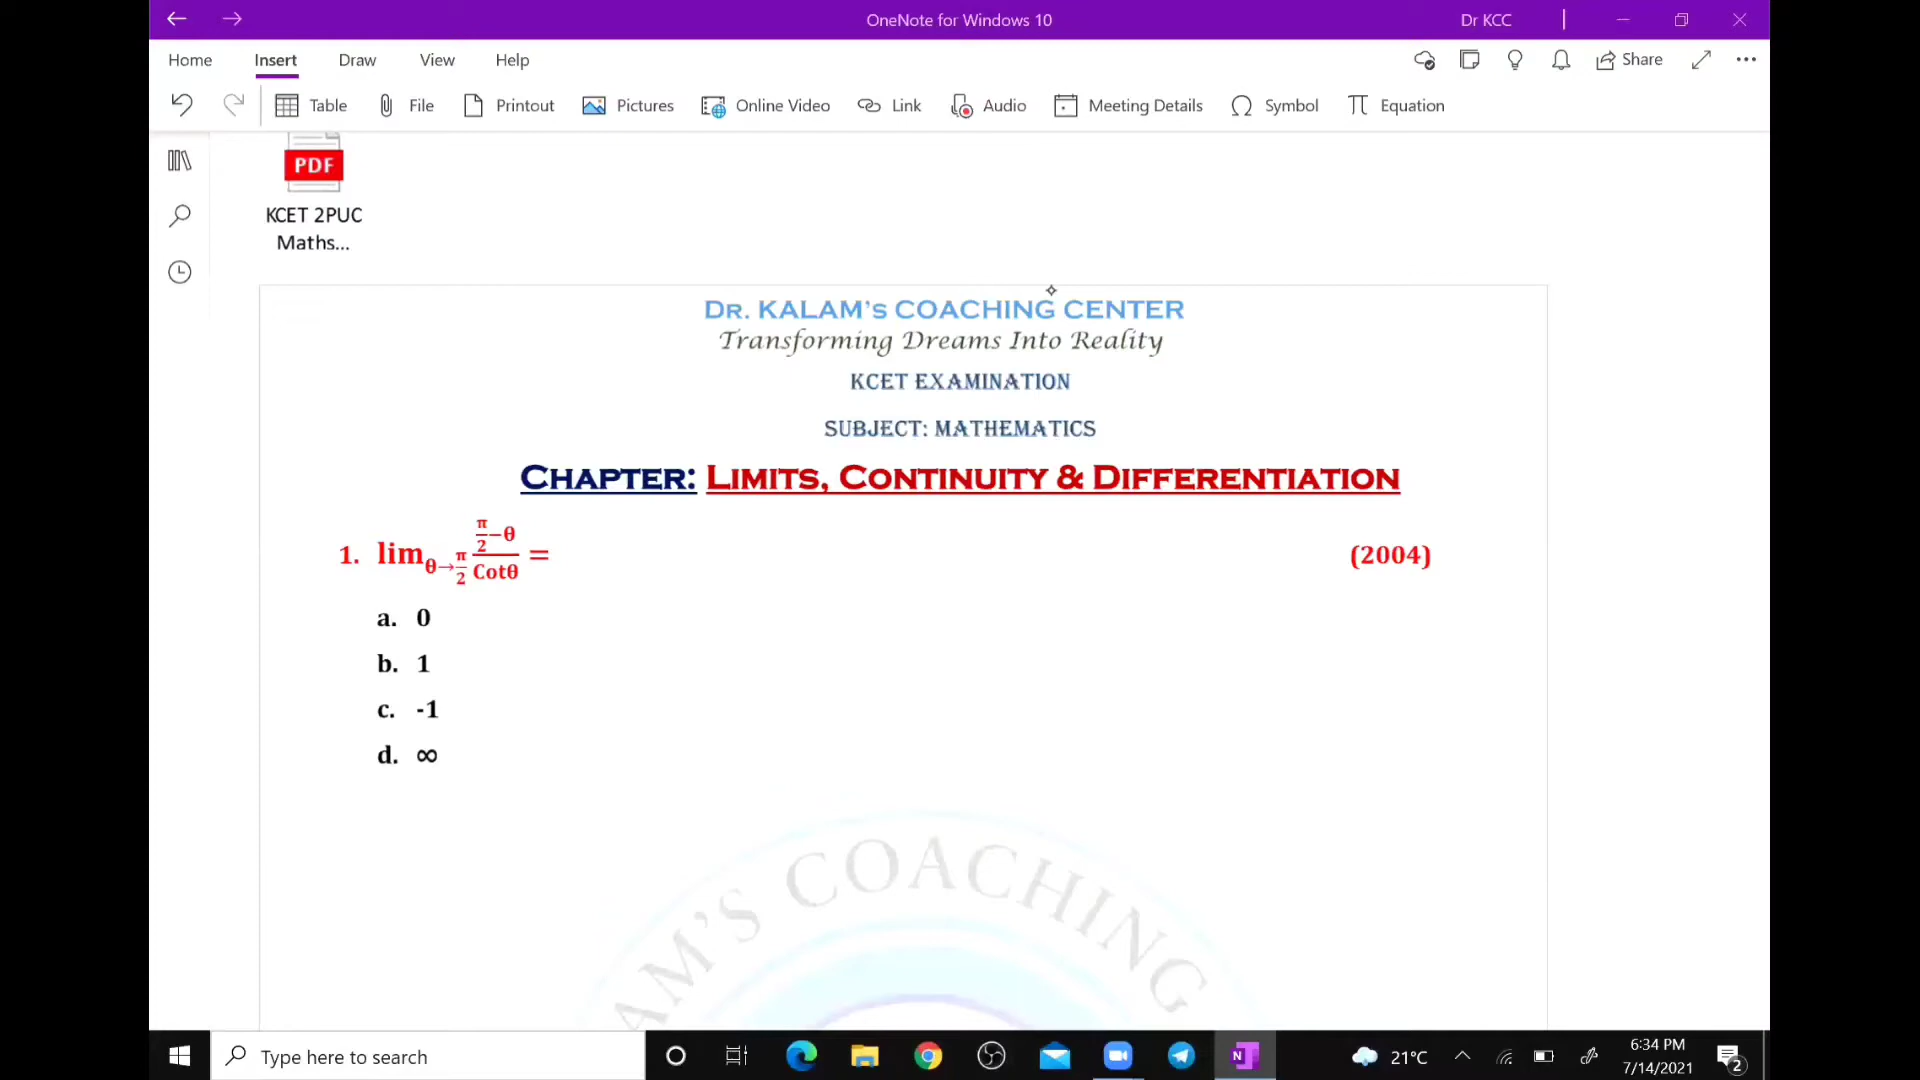 OneNote for Windows 10
Dr KCC
Home Insert Draw View Help
Share
Table File Printout Pictures Online Video Link Audio Meeting Details Symbol Equation
PDF
KCET 2PUC
Maths...
DR. KALAM's COACHING CENTER
Transforming Dreams Into Reality
KCET EXAMINATION
SUBJECT: MATHEMATICS
CHAPTER: LIMITS, CONTINUITY & DIFFERENTIATION
1. lim_{θ→π/2} (π/2−θ)/Cotθ = (2004)
a. 0
b. 1
c. -1
d. ∞
AM'S COACHING
Type here to search
N
21°C
6:34 PM
7/14/2021
2